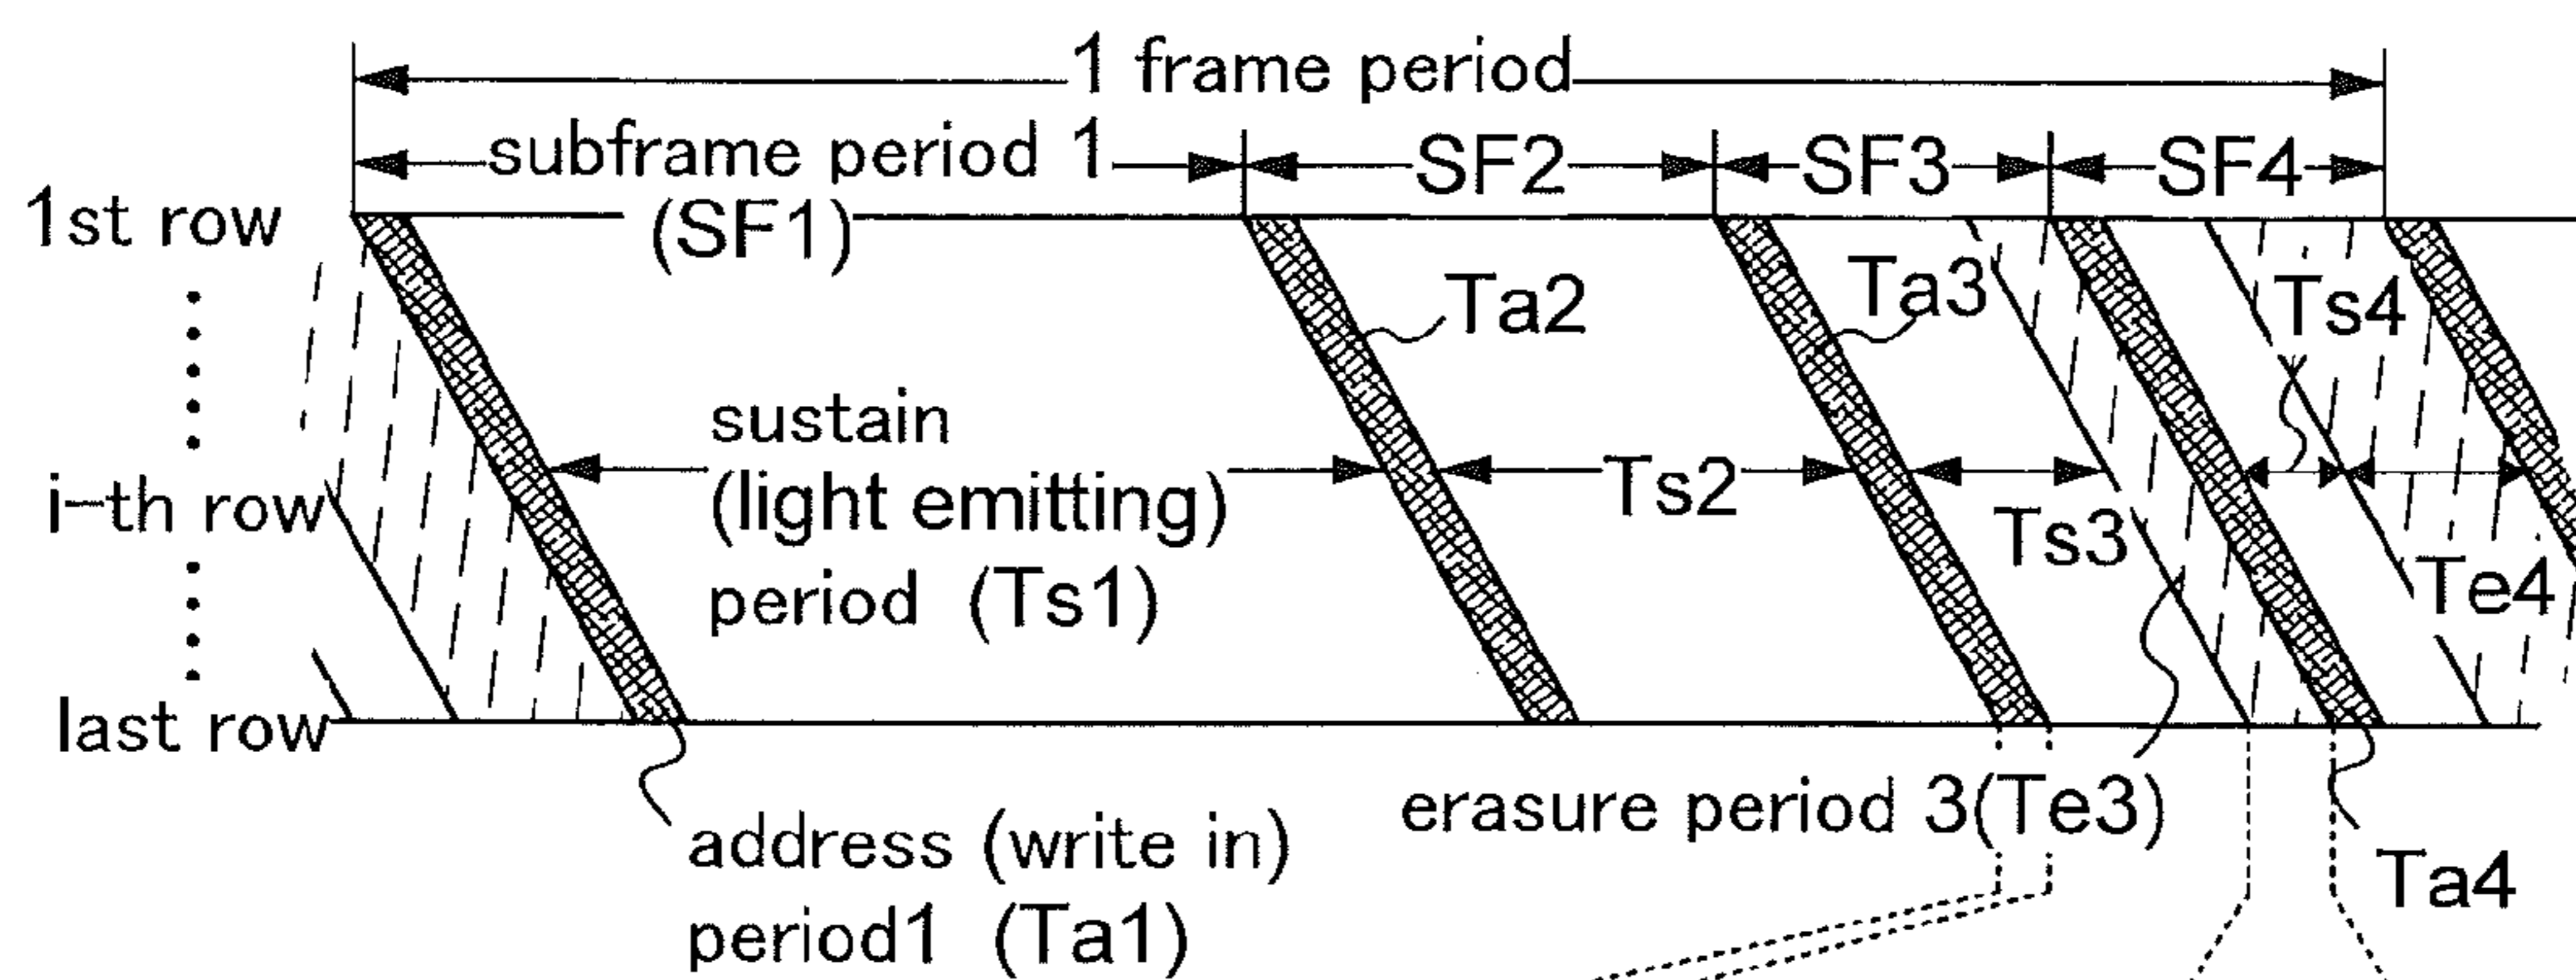 1 frame period
subframe period 1
(SF1)
SF2
SF3
SF4
1st row
i-th row
last row
Ta2
Ta3
Ts4
sustain
(light emitting)
period (Ts1)
Ts2
Ts3
Te4
address (write in)
period1 (Ta1)
erasure period 3(Te3)
Ta4